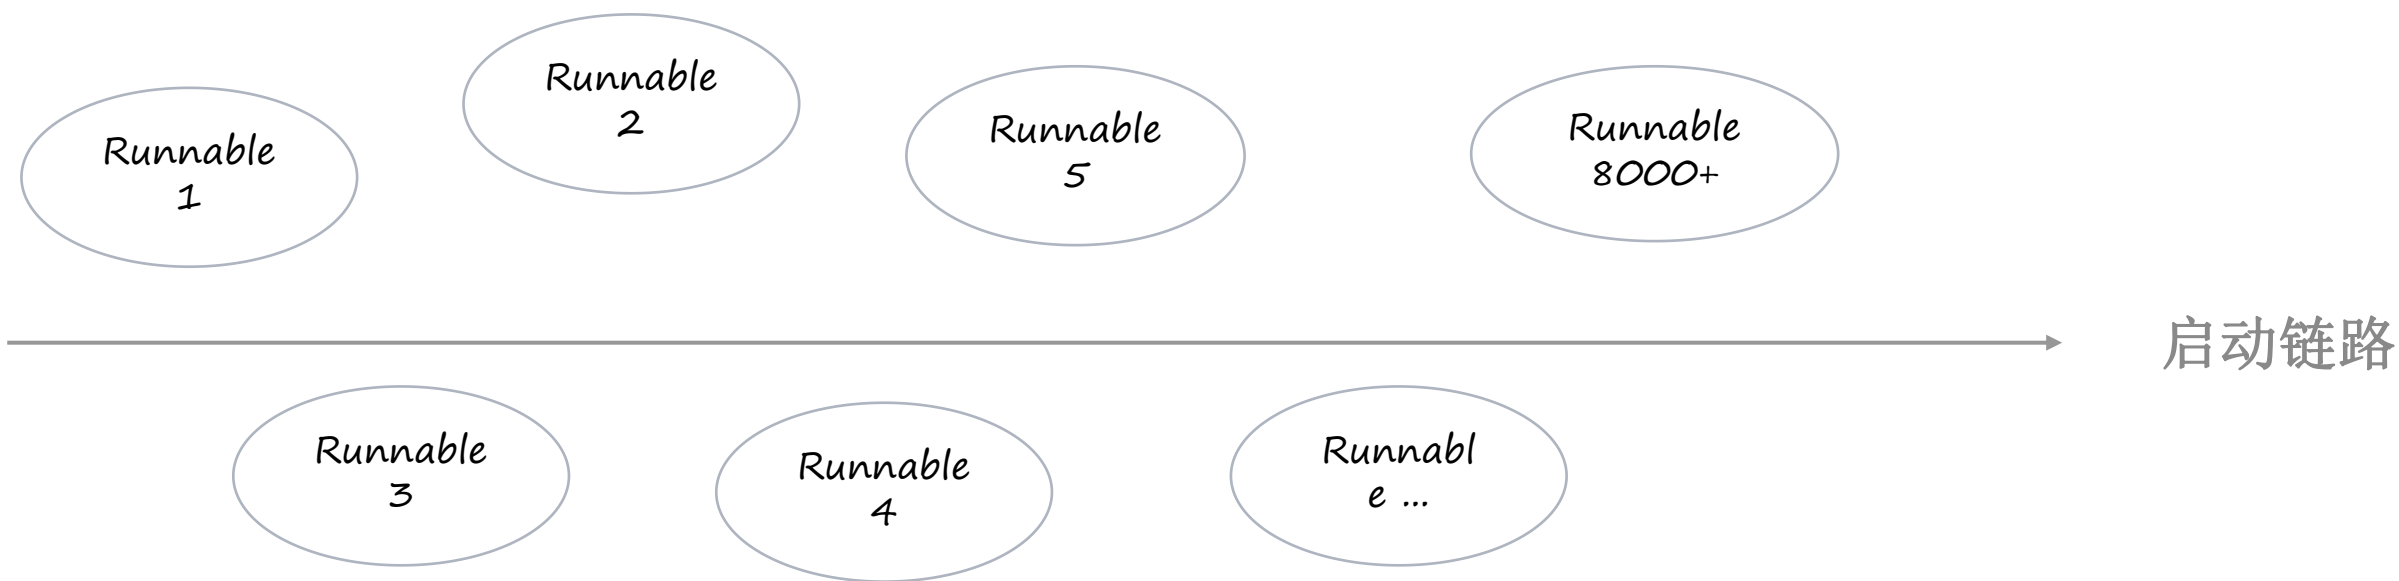 Runnable
1
Runnable
2
Runnable
5
Runnable
8000+
启动链路
Runnable
3
Runnable
4
Runnabl
e ...